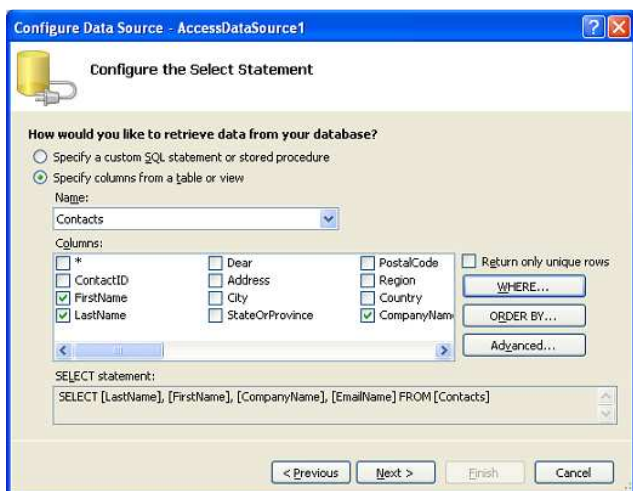 Configure Data Source - AccessDataSource1
Configure the Select Statement
How would you like to retrieve data from your database?
Specify a custom SQL statement or stored procedure
Specify columns from a table or view
Name:
Contacts
Columns:
* Dear PostalCode
ContactID Address Region
FirstName City Country
LastName StateOrProvince CompanyNam
Return only unique rows
WHERE...
ORDER BY...
Advanced...
SELECT statement:
SELECT [LastName], [FirstName], [CompanyName], [EmailName] FROM [Contacts]
< Previous Next > Finish Cancel